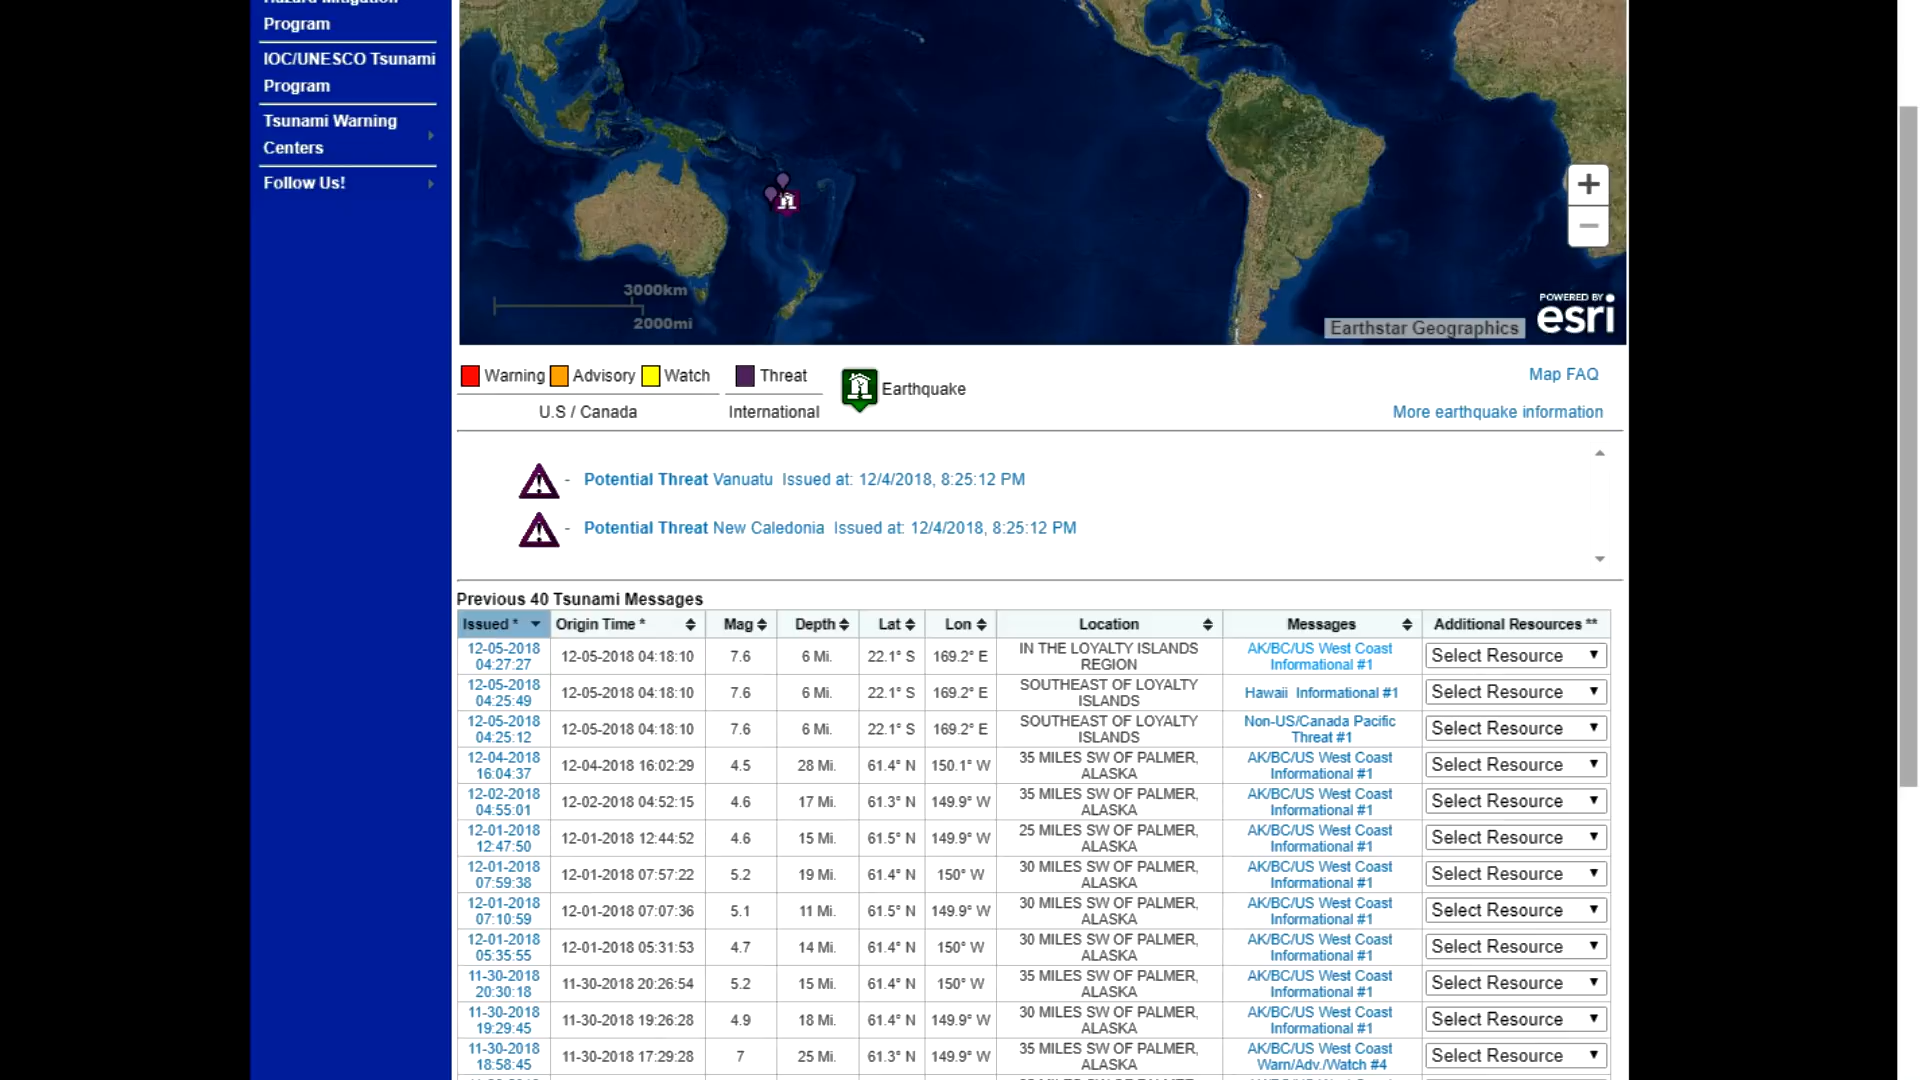 Hazard Mitigation
Program
IOC/UNESCO Tsunami
Program
Tsunami Warning
Centers
Follow Us!
+
−
3000km
2000mi
Earthstar Geographics
POWERED BY
esri
Warning Advisory Watch Threat
Earthquake
Map FAQ
U.S / Canada International
More earthquake information
- Potential Threat Vanuatu Issued at: 12/4/2018, 8:25:12 PM
- Potential Threat New Caledonia Issued at: 12/4/2018, 8:25:12 PM
Previous 40 Tsunami Messages
Issued * Origin Time * Mag Depth Lat Lon Location Messages Additional Resources **
12-05-2018 IN THE LOYALTY ISLANDS AK/BC/US West Coast
04:27:27 12-05-2018 04:18:10 7.6 6 Mi. 22.1° S 169.2° E REGION Informational #1 Select Resource
12-05-2018 SOUTHEAST OF LOYALTY
04:25:49 12-05-2018 04:18:10 7.6 6 Mi. 22.1° S 169.2° E ISLANDS Hawaii Informational #1 Select Resource
12-05-2018 SOUTHEAST OF LOYALTY Non-US/Canada Pacific
04:25:12 12-05-2018 04:18:10 7.6 6 Mi. 22.1° S 169.2° E ISLANDS Threat #1 Select Resource
12-04-2018 35 MILES SW OF PALMER, AK/BC/US West Coast
16:04:37 12-04-2018 16:02:29 4.5 28 Mi. 61.4° N 150.1° W ALASKA Informational #1 Select Resource
12-02-2018 35 MILES SW OF PALMER, AK/BC/US West Coast
04:55:01 12-02-2018 04:52:15 4.6 17 Mi. 61.3° N 149.9° W ALASKA Informational #1 Select Resource
12-01-2018 25 MILES SW OF PALMER, AK/BC/US West Coast
12:47:50 12-01-2018 12:44:52 4.6 15 Mi. 61.5° N 149.9° W ALASKA Informational #1 Select Resource
12-01-2018 30 MILES SW OF PALMER, AK/BC/US West Coast
07:59:38 12-01-2018 07:57:22 5.2 19 Mi. 61.4° N 150° W ALASKA Informational #1 Select Resource
12-01-2018 30 MILES SW OF PALMER, AK/BC/US West Coast
07:10:59 12-01-2018 07:07:36 5.1 11 Mi. 61.5° N 149.9° W ALASKA Informational #1 Select Resource
12-01-2018 30 MILES SW OF PALMER, AK/BC/US West Coast
05:35:55 12-01-2018 05:31:53 4.7 14 Mi. 61.4° N 150° W ALASKA Informational #1 Select Resource
11-30-2018 35 MILES SW OF PALMER, AK/BC/US West Coast
20:30:18 11-30-2018 20:26:54 5.2 15 Mi. 61.4° N 150° W ALASKA Informational #1 Select Resource
11-30-2018 30 MILES SW OF PALMER, AK/BC/US West Coast
19:29:45 11-30-2018 19:26:28 4.9 18 Mi. 61.4° N 149.9° W ALASKA Informational #1 Select Resource
11-30-2018 35 MILES SW OF PALMER, AK/BC/US West Coast
18:58:45 11-30-2018 17:29:28 7 25 Mi. 61.3° N 149.9° W ALASKA Warn/Adv./Watch #4 Select Resource